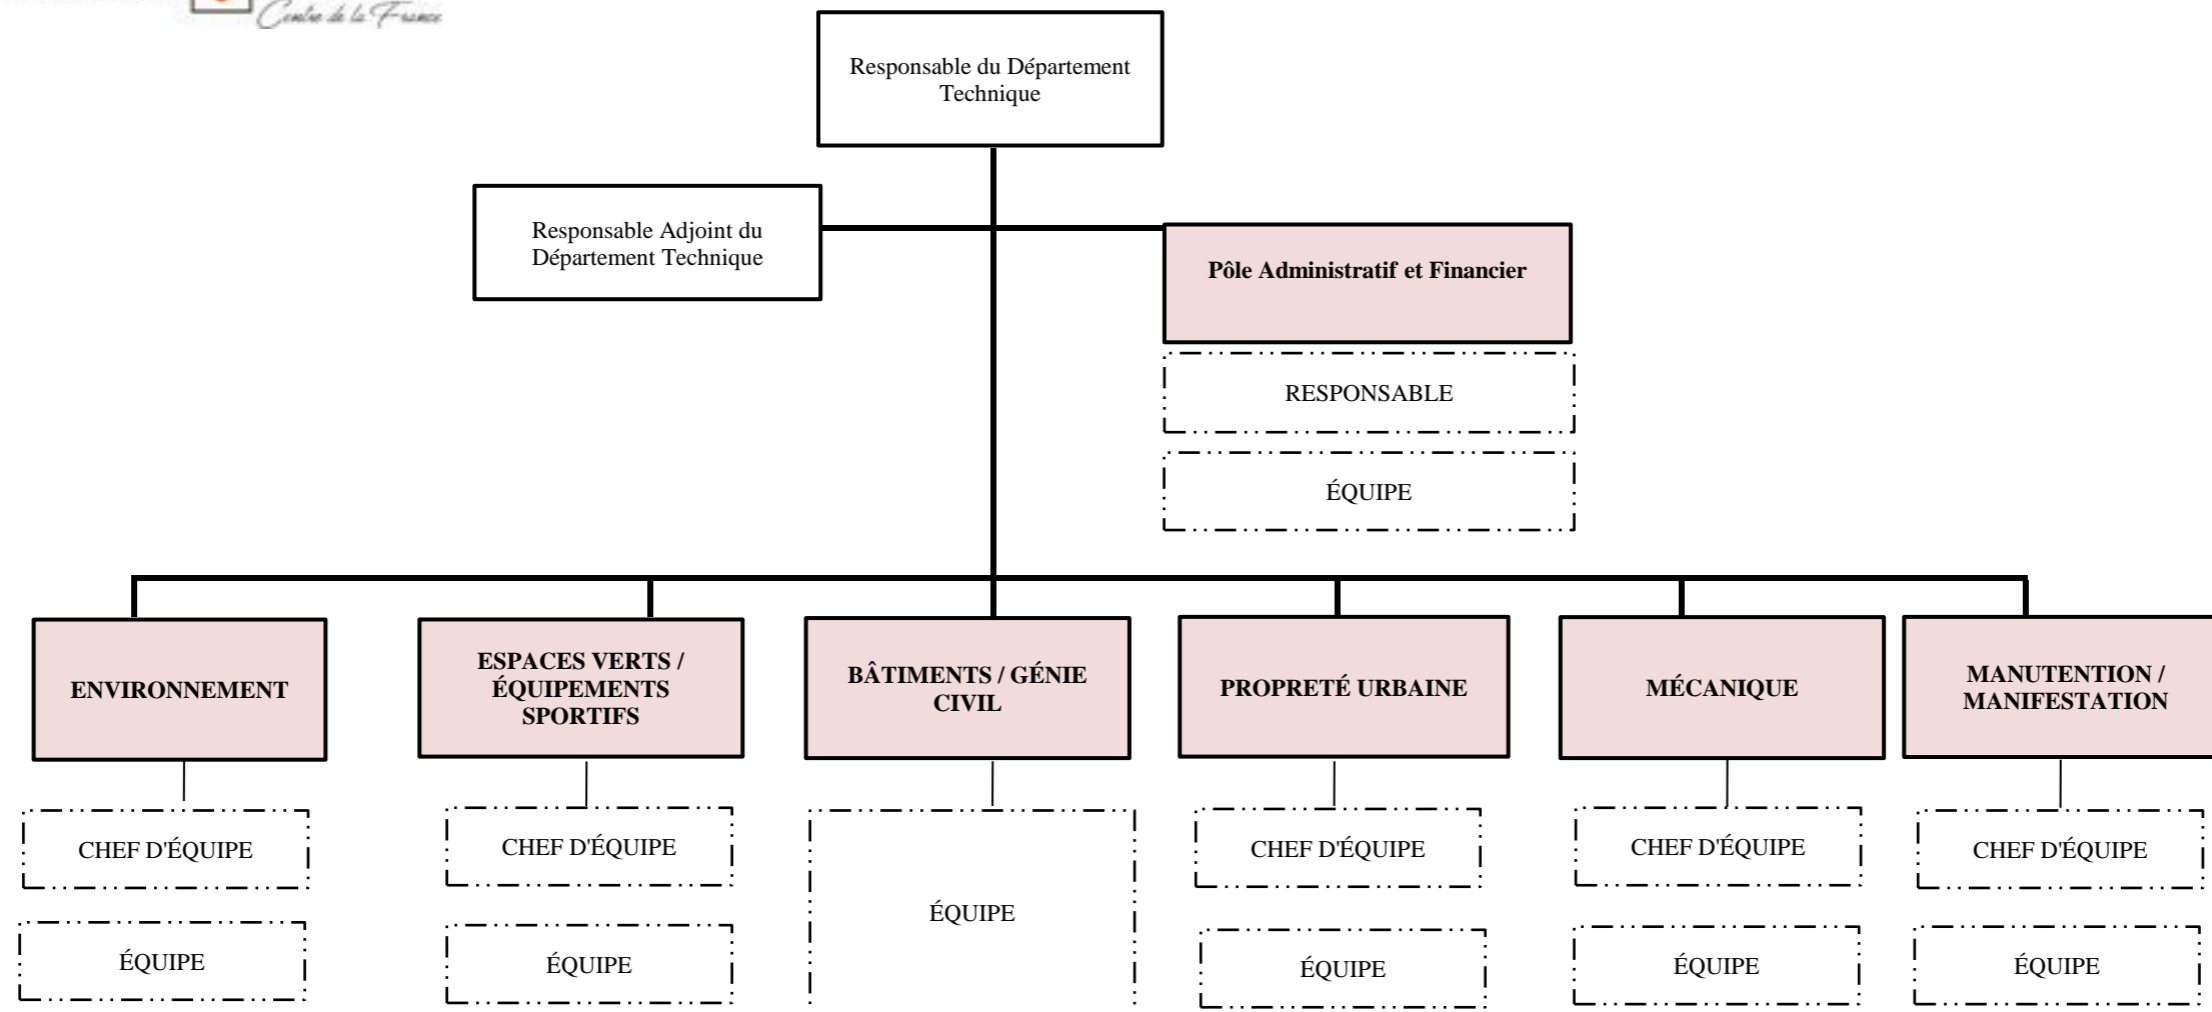 Centre de la France
Responsable du Département
Technique
Responsable Adjoint du
Département Technique
Pôle Administratif et Financier
RESPONSABLE
ÉQUIPE
ENVIRONNEMENT
ESPACES VERTS /
ÉQUIPEMENTS
SPORTIFS
BÂTIMENTS / GÉNIE
CIVIL
PROPRETÉ URBAINE
MÉCANIQUE
MANUTENTION /
MANIFESTATION
CHEF D'ÉQUIPE
CHEF D'ÉQUIPE
ÉQUIPE
CHEF D'ÉQUIPE
CHEF D'ÉQUIPE
CHEF D'ÉQUIPE
ÉQUIPE
ÉQUIPE
ÉQUIPE
ÉQUIPE
ÉQUIPE